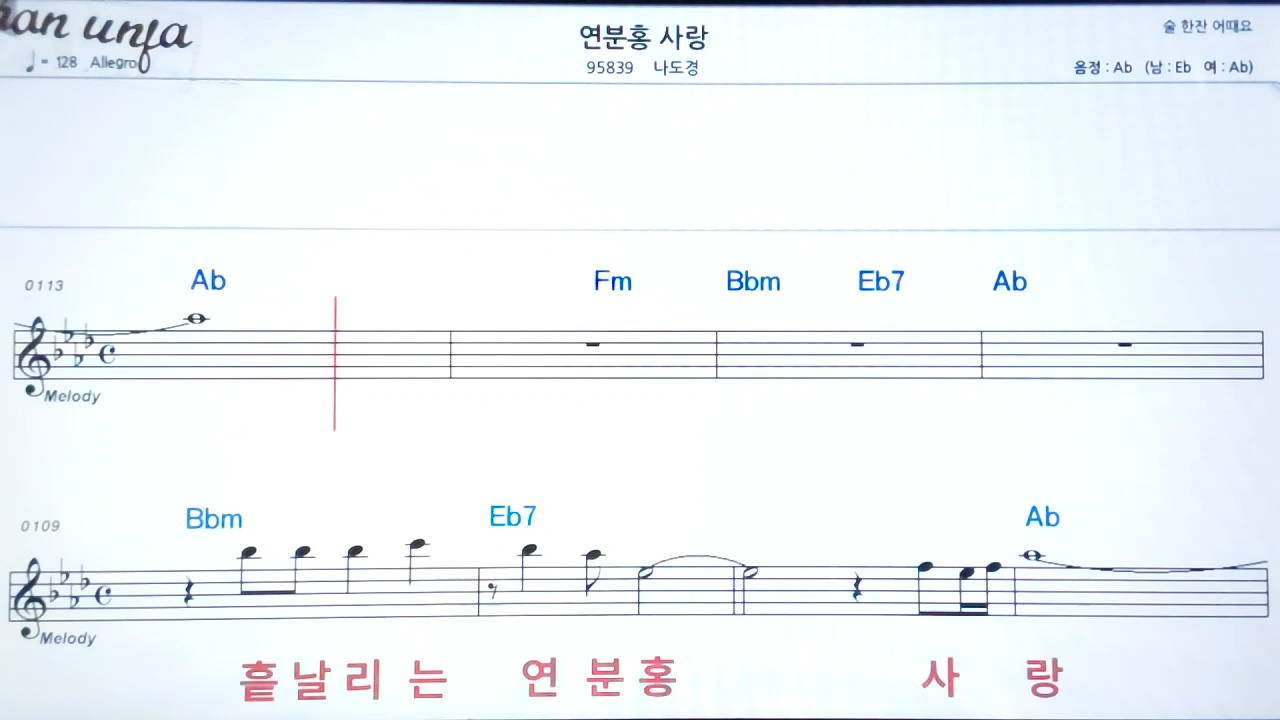 연분홍 사랑
술 한잔 어때요
♩ = 128 Allegro
95839 나도경
음정 : Ab (남 : Eb 여 : Ab)
0113 Ab Fm Bbm Eb7 Ab
Melody
0109 Bbm Eb7 Ab
Melody
흩날리는 연분홍 사랑